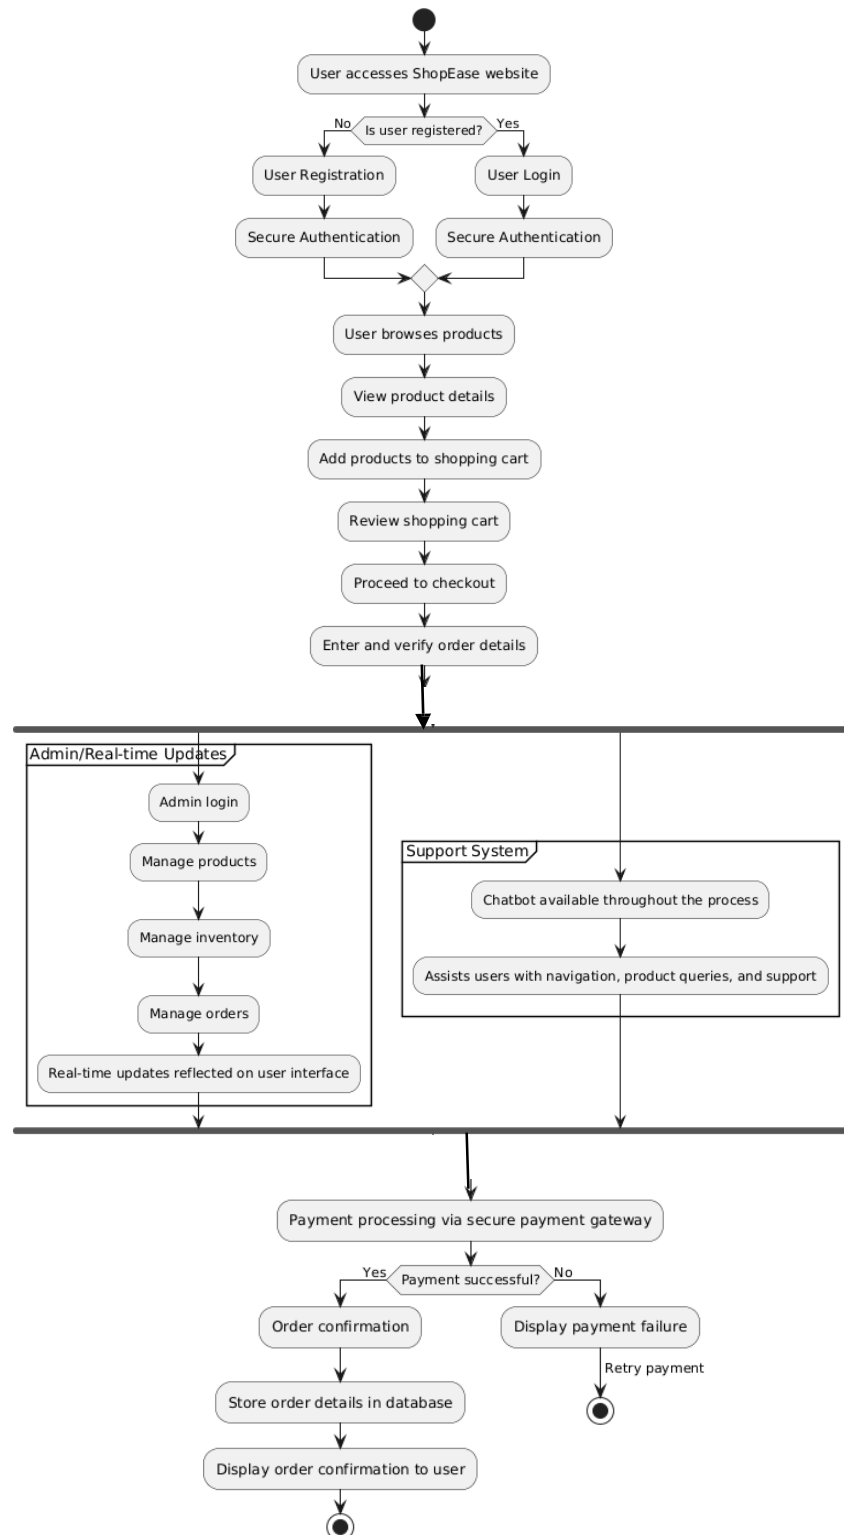 User accesses ShopEase website
No
Is user registered?
Yes
User Registration
User Login
Secure Authentication
Secure Authentication
User browses products
View product details
Add products to shopping cart
Review shopping cart
Proceed to checkout
Enter and verify order details
Admin/Real-time Updates
Admin login
Manage products
Manage inventory
Manage orders
Real-time updates reflected on user interface
Support System
Chatbot available throughout the process
Assists users with navigation, product queries, and support
Payment processing via secure payment gateway
Yes
Payment successful?
No
Order confirmation
Display payment failure
Retry payment
Store order details in database
Display order confirmation to user